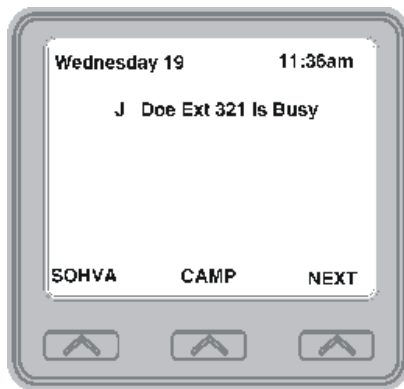 Wednesday 19 11:36am
J Doe Ext 321 Is Busy
SOHVA CAMP NEXT